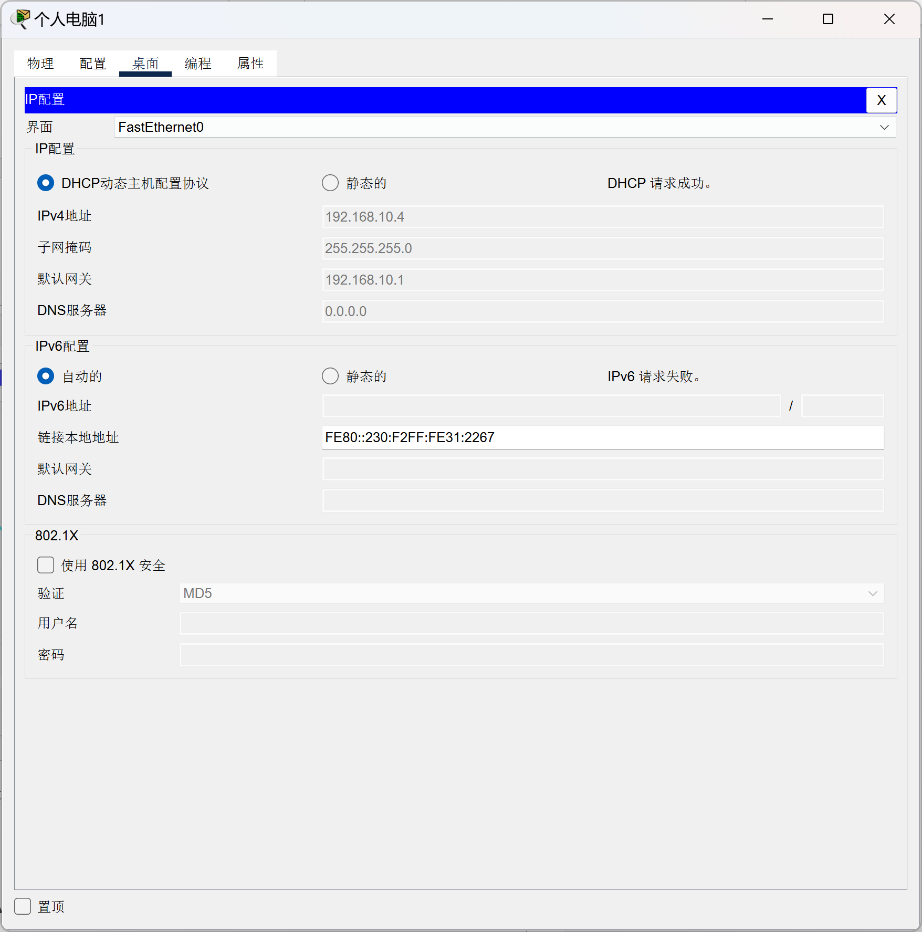 个人电脑1
物理 配置 桌面 编程 属性
IP配置 X
界面 FastEthernet0
IP配置
DHCP动态主机配置协议 静态的 DHCP 请求成功。
IPv4地址 192.168.10.4
子网掩码 255.255.255.0
默认网关 192.168.10.1
DNS服务器 0.0.0.0
IPv6配置
自动的 静态的 IPv6 请求失败。
IPv6地址 /
链接本地地址 FE80::230:F2FF:FE31:2267
默认网关
DNS服务器
802.1X
使用 802.1X 安全
验证 MD5
用户名
密码
置顶